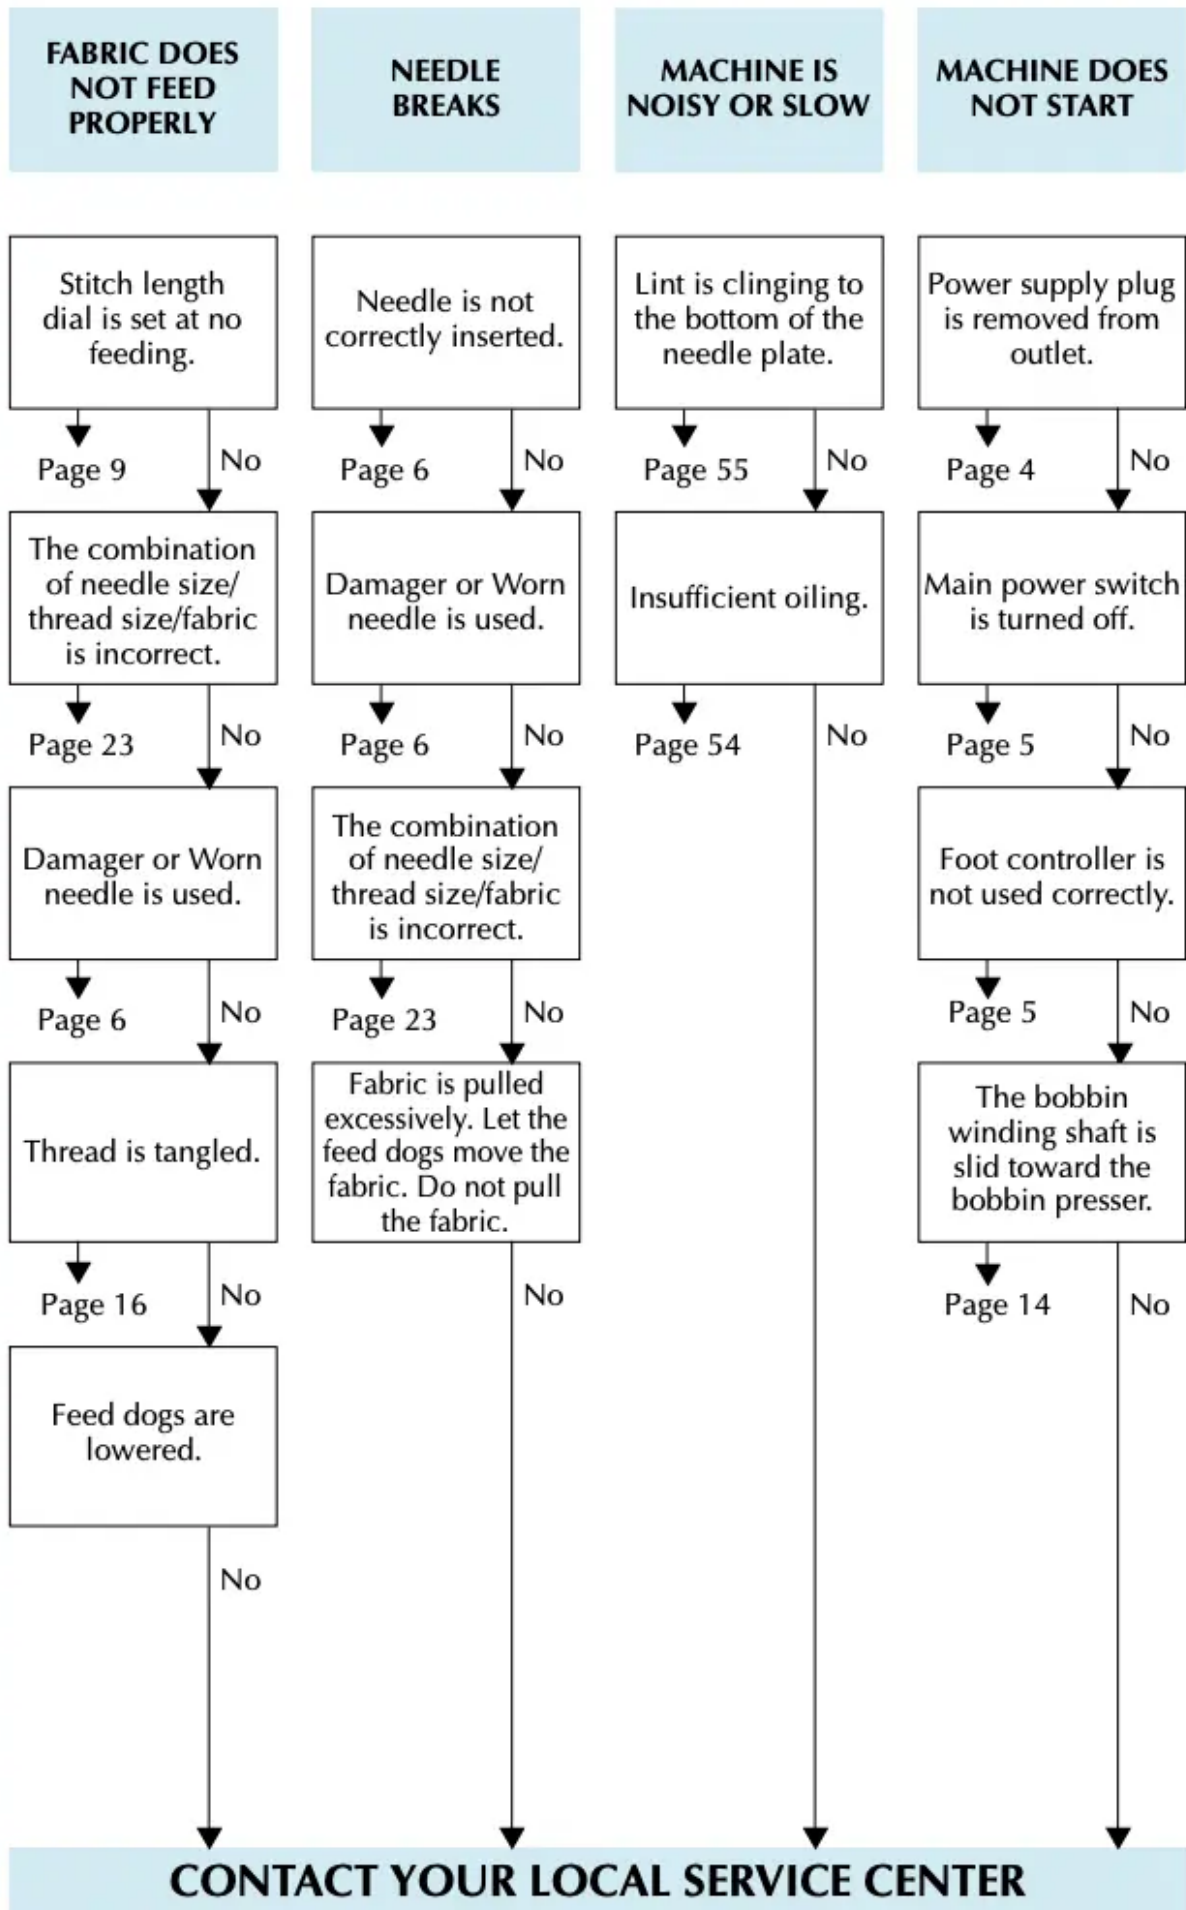 FABRIC DOES
NOT FEED
PROPERLY
Stitch length
dial is set at no
feeding.
Page 9
No
The combination
of needle size/
thread size/fabric
is incorrect.
Page 23
No
Damager or Worn
needle is used.
Page 6
No
Thread is tangled.
Page 16
No
Feed dogs are
lowered.
No
NEEDLE
BREAKS
Needle is not
correctly inserted.
Page 6
No
Damager or Worn
needle is used.
Page 6
No
The combination
of needle size/
thread size/fabric
is incorrect.
Page 23
No
Fabric is pulled
excessively. Let the
feed dogs move the
fabric. Do not pull
the fabric.
No
MACHINE IS
NOISY OR SLOW
Lint is clinging to
the bottom of the
needle plate.
Page 55
No
Insufficient oiling.
Page 54
No
MACHINE DOES
NOT START
Power supply plug
is removed from
outlet.
Page 4
No
Main power switch
is turned off.
Page 5
No
Foot controller is
not used correctly.
Page 5
No
The bobbin
winding shaft is
slid toward the
bobbin presser.
Page 14
No
CONTACT YOUR LOCAL SERVICE CENTER